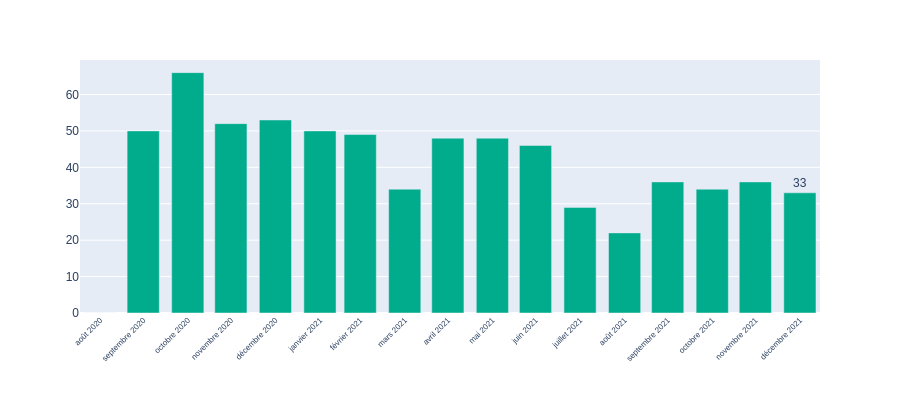 60
50
40
30
20
10
0
33
août 2020
septembre 2020
octobre 2020
novembre 2020
décembre 2020
janvier 2021
février 2021
mars 2021
avril 2021
mai 2021
juin 2021
juillet 2021
août 2021
septembre 2021
octobre 2021
novembre 2021
décembre 2021